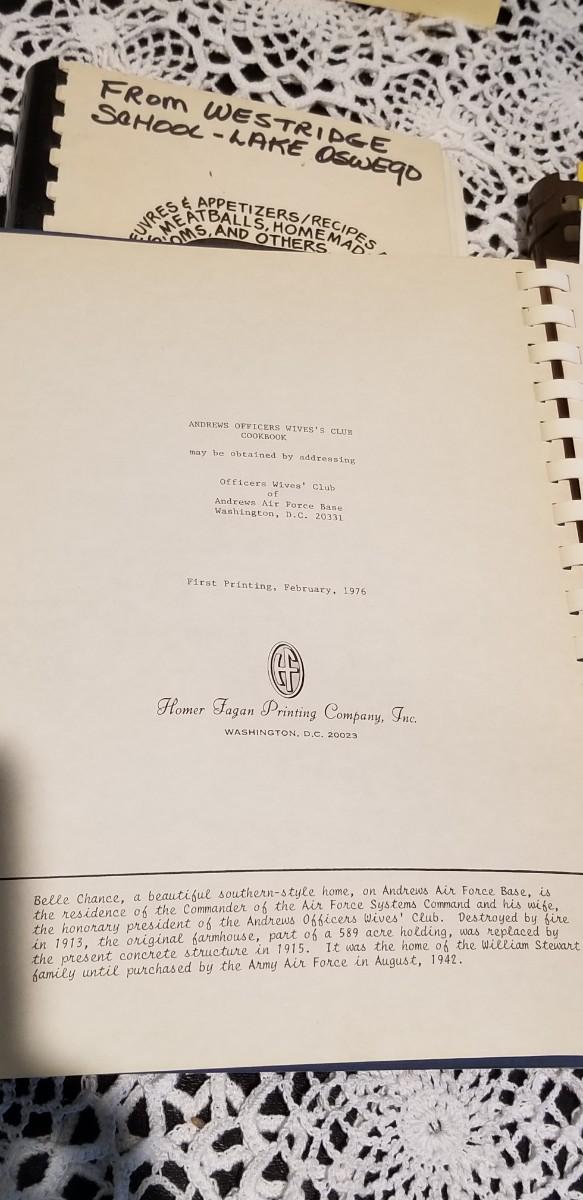 FROM WESTRIDGE
SCHOOL - LAKE OSWEGO
& APPETIZERS/RECIPES
MEATBALLS, HOMEMAD
AND OTHERS
ANDREWS OFFICERS WIVES'S CLUB
COOKBOOK
may be obtained by addressing
Officers Wives' Club
of
Andrews Air Force Base
Washington, D.C. 20331
First Printing, February, 1976
Homer Fagan Printing Company, Inc.
WASHINGTON, D.C. 20023
Belle Chance, a beautiful southern-style home, on Andrews Air Force Base, is
the residence of the Commander of the Air Force Systems Command and his wife,
the honorary president of the Andrews Officers Wives' Club. Destroyed by fire
in 1913, the original farmhouse, part of a 589 acre holding, was replaced by
the present concrete structure in 1915. It was the home of the William Stewart
family until purchased by the Army Air Force in August, 1942.